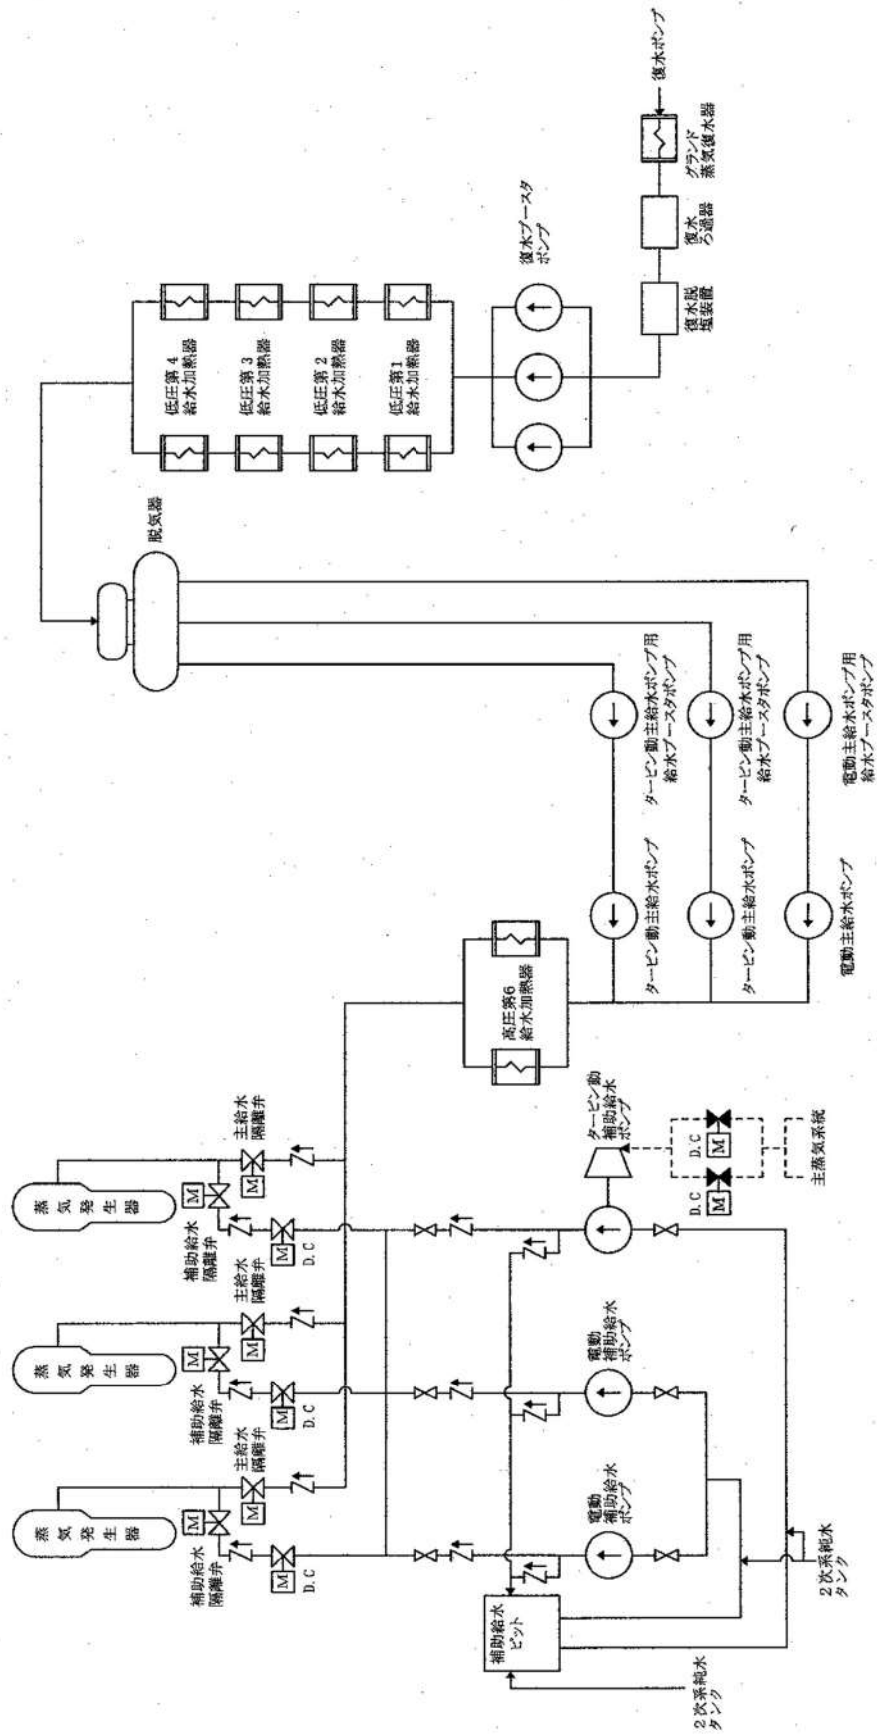 蒸気発生器
蒸気発生器
蒸気発生器
M
補助給水
隔離弁
M
D.C
主給水
隔離弁
M
M
補助給水
隔離弁
M
D.C
主給水
隔離弁
M
M
補助給水
隔離弁
M
D.C
主給水
隔離弁
M
補助給水
ピット
2次系純水
タンク
2次系純水
タンク
電動
補助給水
ポンプ
電動
補助給水
ポンプ
タービン動
補助給水
ポンプ
D.C
M
D.C
M
主蒸気系統
高圧第6
給水加熱器
タービン動主給水ポンプ
タービン動主給水ポンプ
電動主給水ポンプ
タービン動主給水ポンプ用
給水ブースタポンプ
タービン動主給水ポンプ用
給水ブースタポンプ
電動主給水ポンプ用
給水ブースタポンプ
脱気器
低圧第4
給水加熱器
低圧第3
給水加熱器
低圧第2
給水加熱器
低圧第1
給水加熱器
復水ブースタ
ポンプ
復水脱
塩装置
復水
ろ過器
グランド
蒸気復水器
復水ポンプ